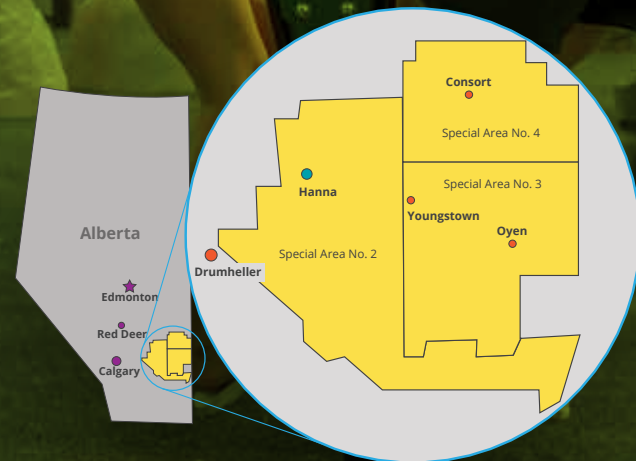 Alberta
Edmonton
Red Deer
Calgary
Consort
Special Area No. 4
Special Area No. 3
Hanna
Youngstown
Oyen
Special Area No. 2
Drumheller